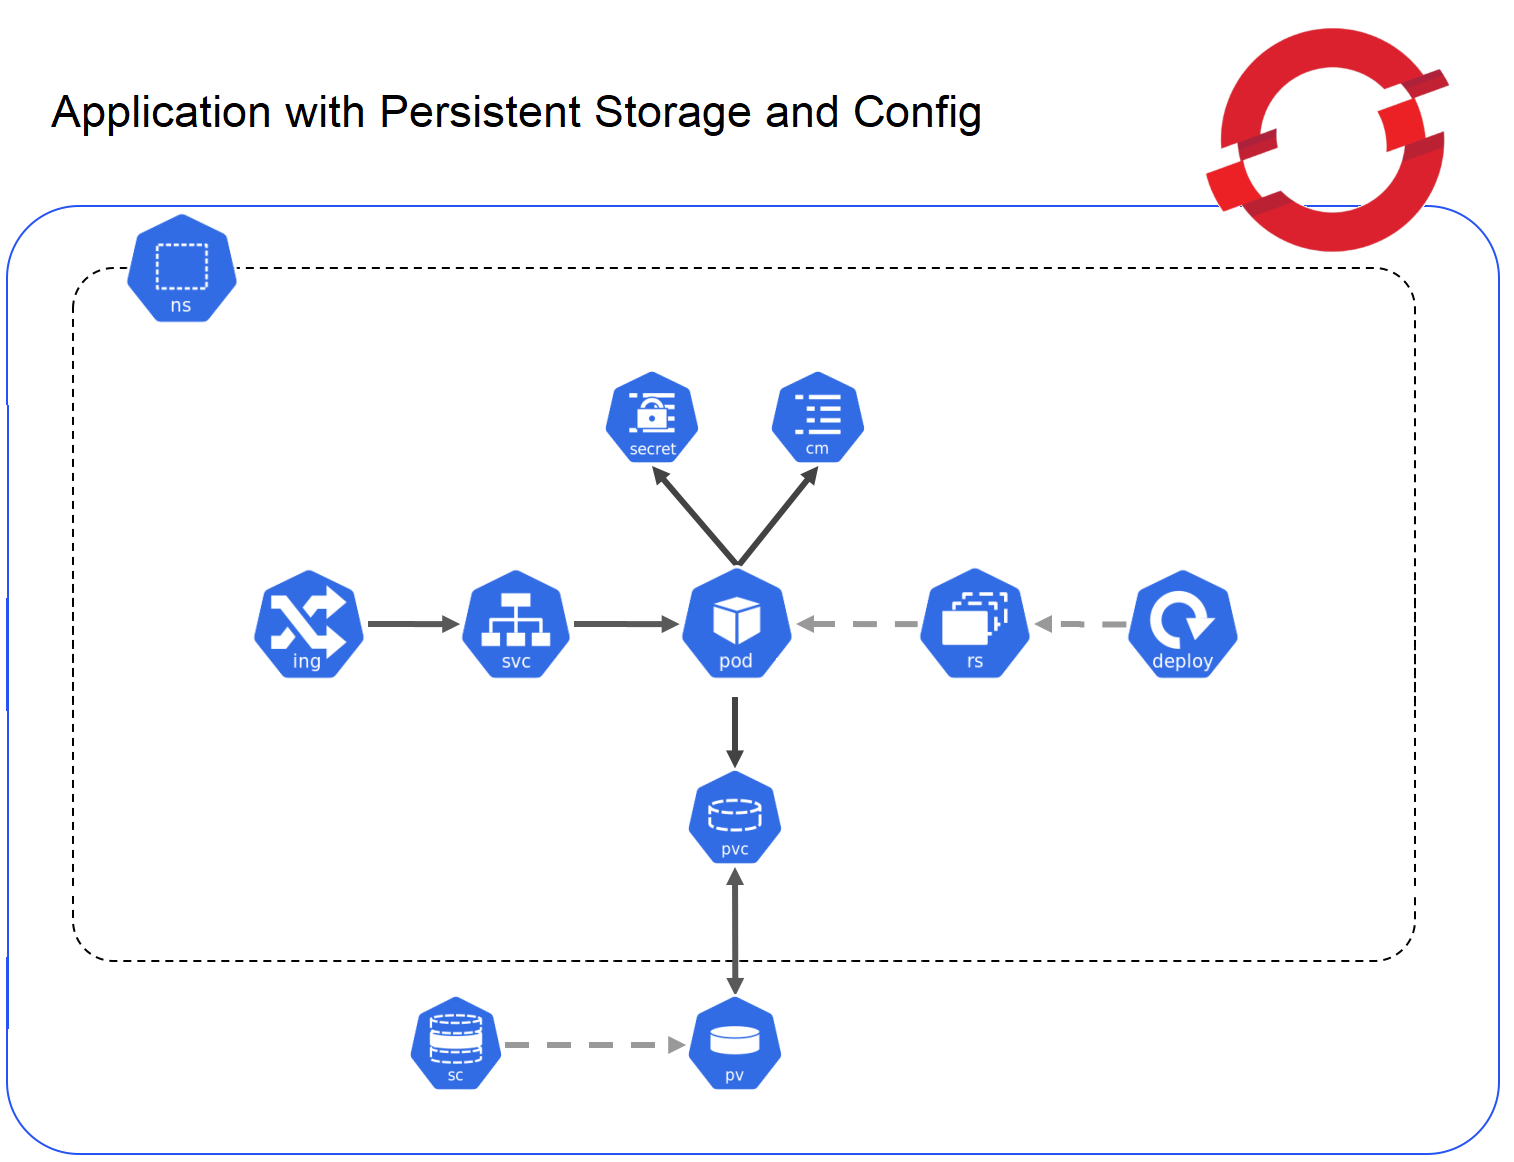 Application with Persistent Storage and Config
ns
secret
cm
ing
svc
pod
rs
deploy
pvc
sc
pv